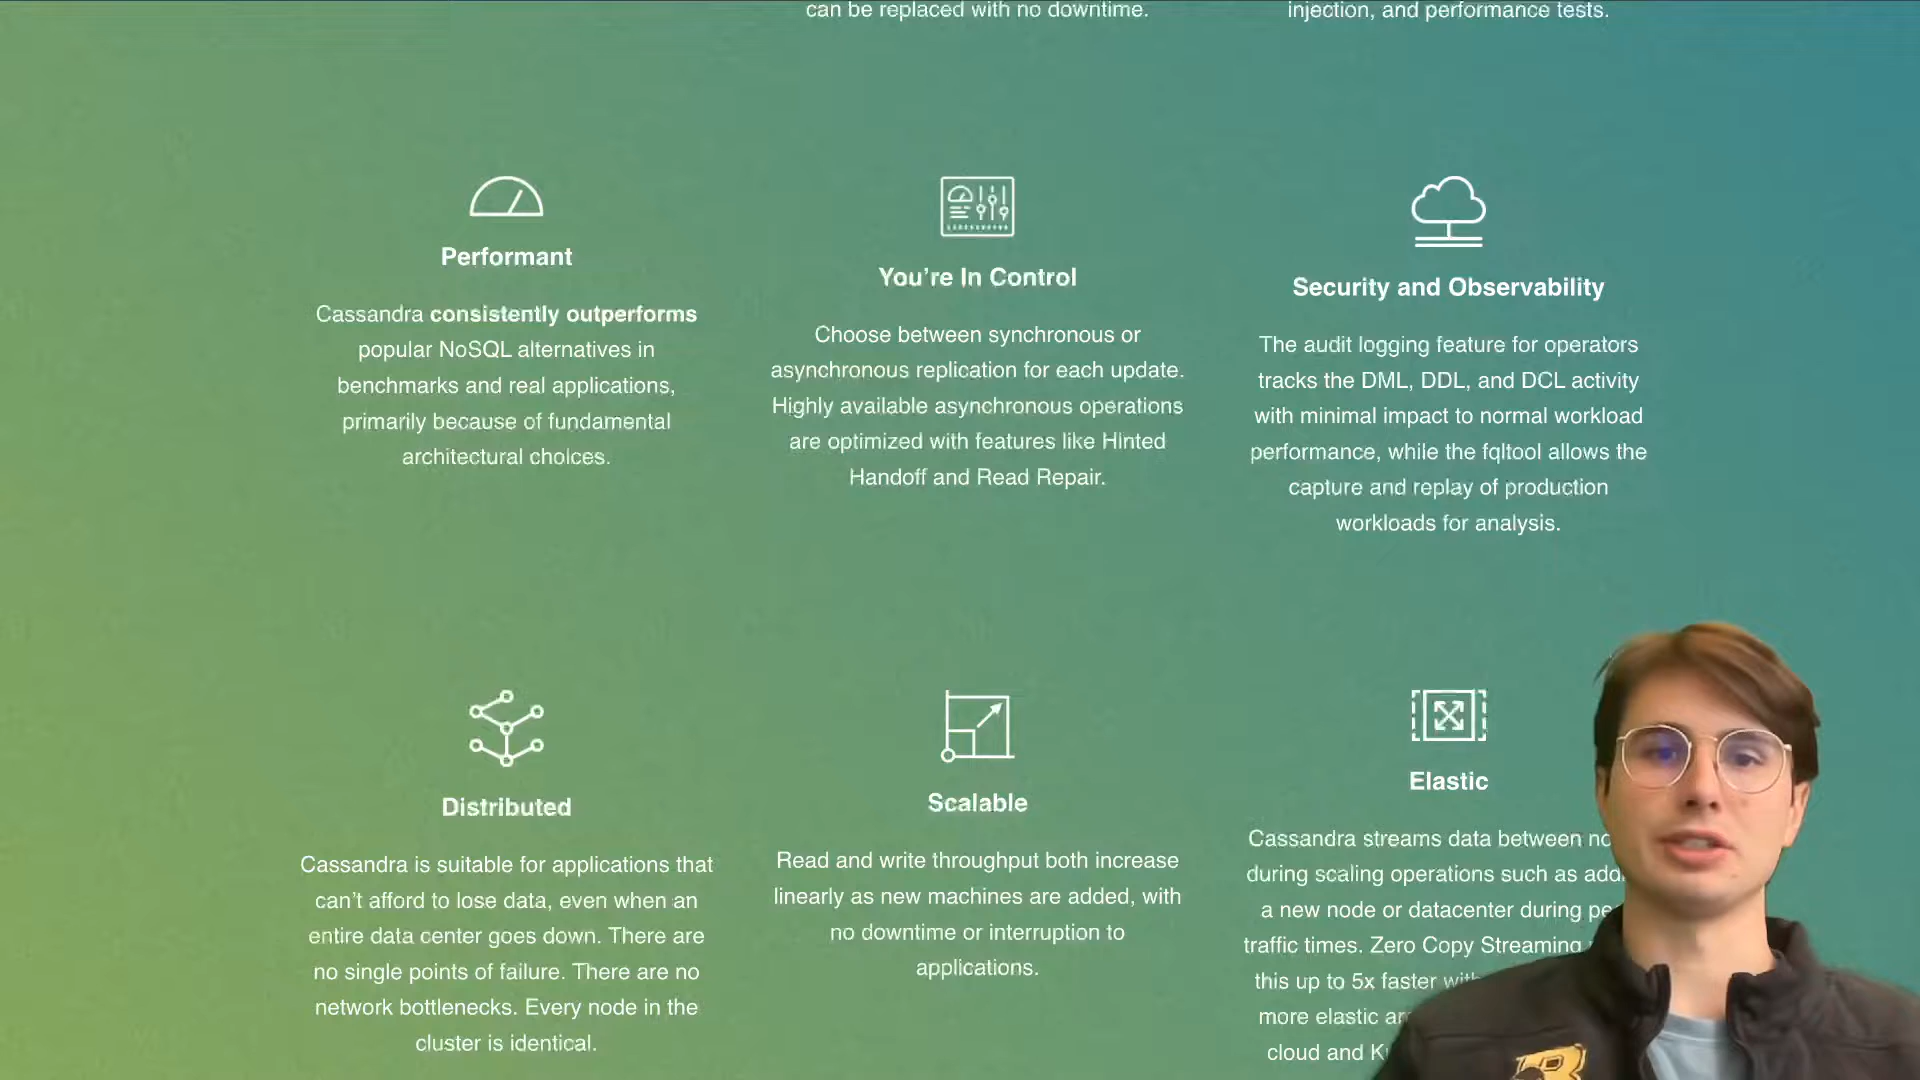 can be replaced with no downtime.
injection, and performance tests.
Performant
Cassandra consistently outperforms
popular NoSQL alternatives in
benchmarks and real applications,
primarily because of fundamental
architectural choices.
You're In Control
Choose between synchronous or
asynchronous replication for each update.
Highly available asynchronous operations
are optimized with features like Hinted
Handoff and Read Repair.
Security and Observability
The audit logging feature for operators
tracks the DML, DDL, and DCL activity
with minimal impact to normal workload
performance, while the fqltool allows the
capture and replay of production
workloads for analysis.
Distributed
Cassandra is suitable for applications that
can't afford to lose data, even when an
entire data center goes down. There are
no single points of failure. There are no
network bottlenecks. Every node in the
cluster is identical.
Scalable
Read and write throughput both increase
linearly as new machines are added, with
no downtime or interruption to
applications.
Elastic
Cassandra streams data between
during scaling operations such as
a new node or datacenter during
traffic times. Zero Copy Streaming
this up to 5x faster
more elastic
cloud and